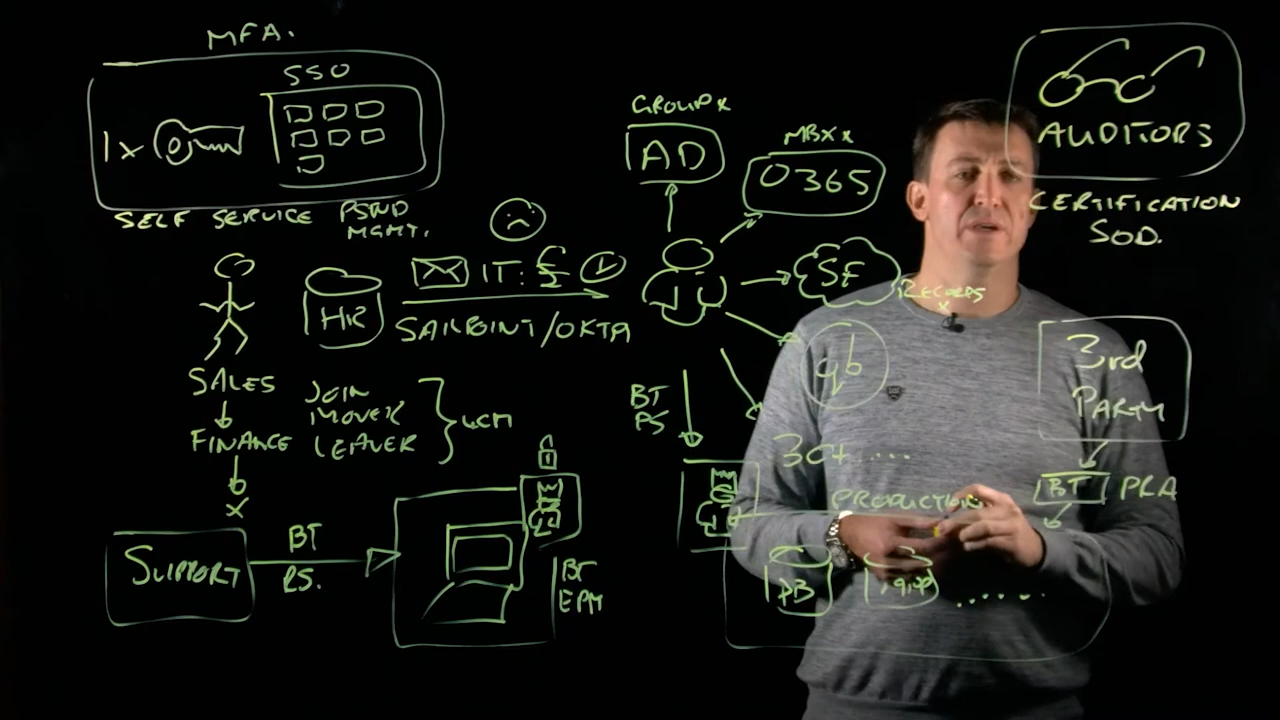 MFA.
SSO
1x
SELF SERVICE PSWD
MGMT.
HR
IT:
SAILPOINT/OKTA
SALES
FINANCE
x
JOIN
MOVER
LEAVER
LCM
SUPPORT
BT
RS.
BT
EPM
GROUP x
AD
MBX x
O365
SF
RECORDS
x
qb
30+ ....
BT
PS
PRODUCTION
DB
......
AUDITORS
CERTIFICATION
SOD.
3rd
PARTY
BT PRA